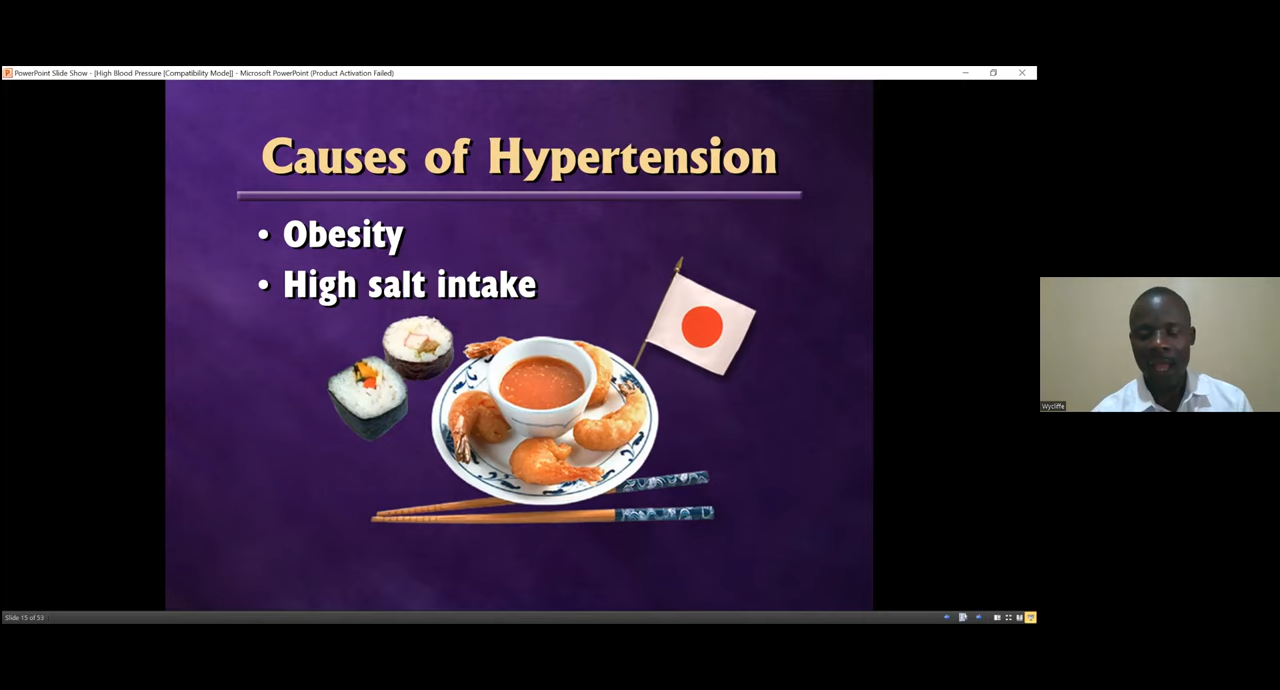 PowerPoint Slide Show - [High Blood Pressure [Compatibility Mode]] - Microsoft PowerPoint (Product Activation Failed)
Causes of Hypertension
• Obesity
• High salt intake
Wycliffe
Slide 15 of 53